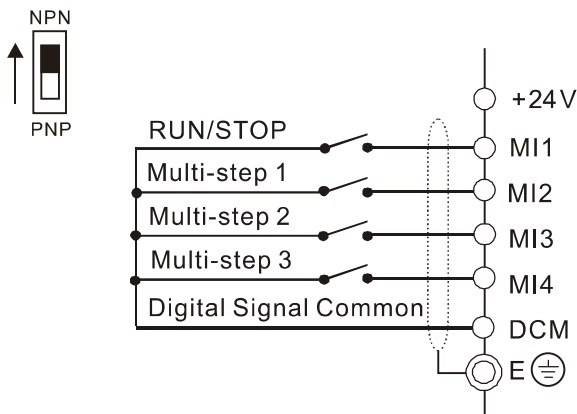 NPN
PNP
+24V
RUN/STOP
MI1
Multi-step 1
MI2
Multi-step 2
MI3
Multi-step 3
MI4
Digital Signal Common
DCM
E